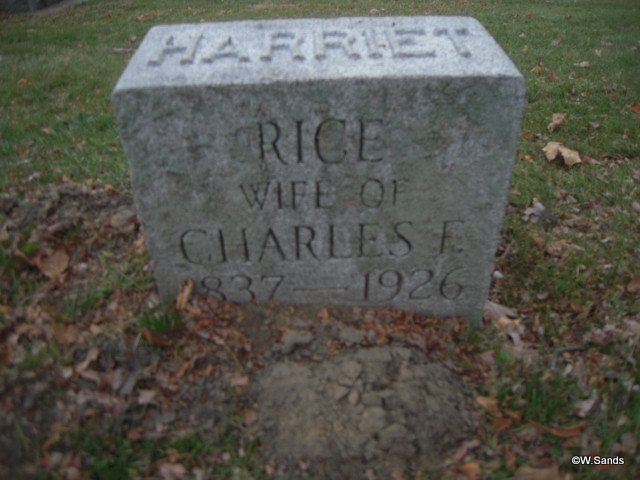 HARRIET
RICE
WIFE OF
CHARLES F.
1837—1926
©W.Sands